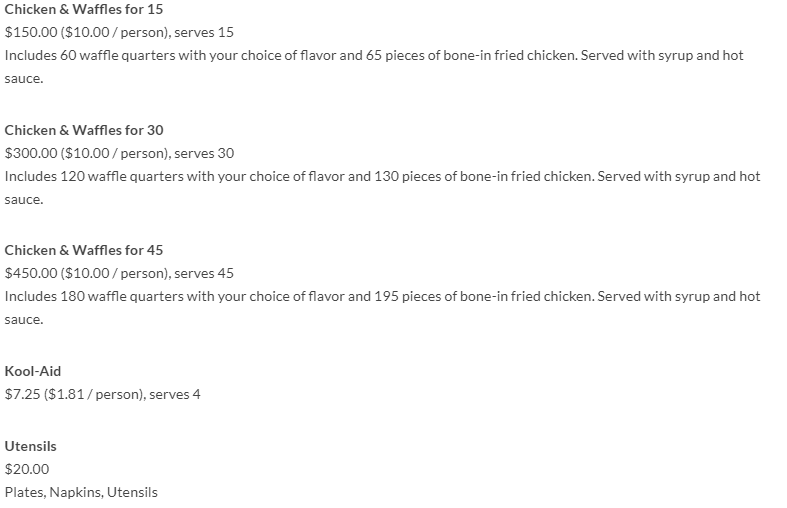 Chicken & Waffles for 15
$150.00 ($10.00 / person), serves 15
Includes 60 waffle quarters with your choice of flavor and 65 pieces of bone-in fried chicken. Served with syrup and hot
sauce.
Chicken & Waffles for 30
$300.00 ($10.00 / person), serves 30
Includes 120 waffle quarters with your choice of flavor and 130 pieces of bone-in fried chicken. Served with syrup and hot
sauce.
Chicken & Waffles for 45
$450.00 ($10.00 / person), serves 45
Includes 180 waffle quarters with your choice of flavor and 195 pieces of bone-in fried chicken. Served with syrup and hot
sauce.
Kool-Aid
$7.25 ($1.81 / person), serves 4
Utensils
$20.00
Plates, Napkins, Utensils